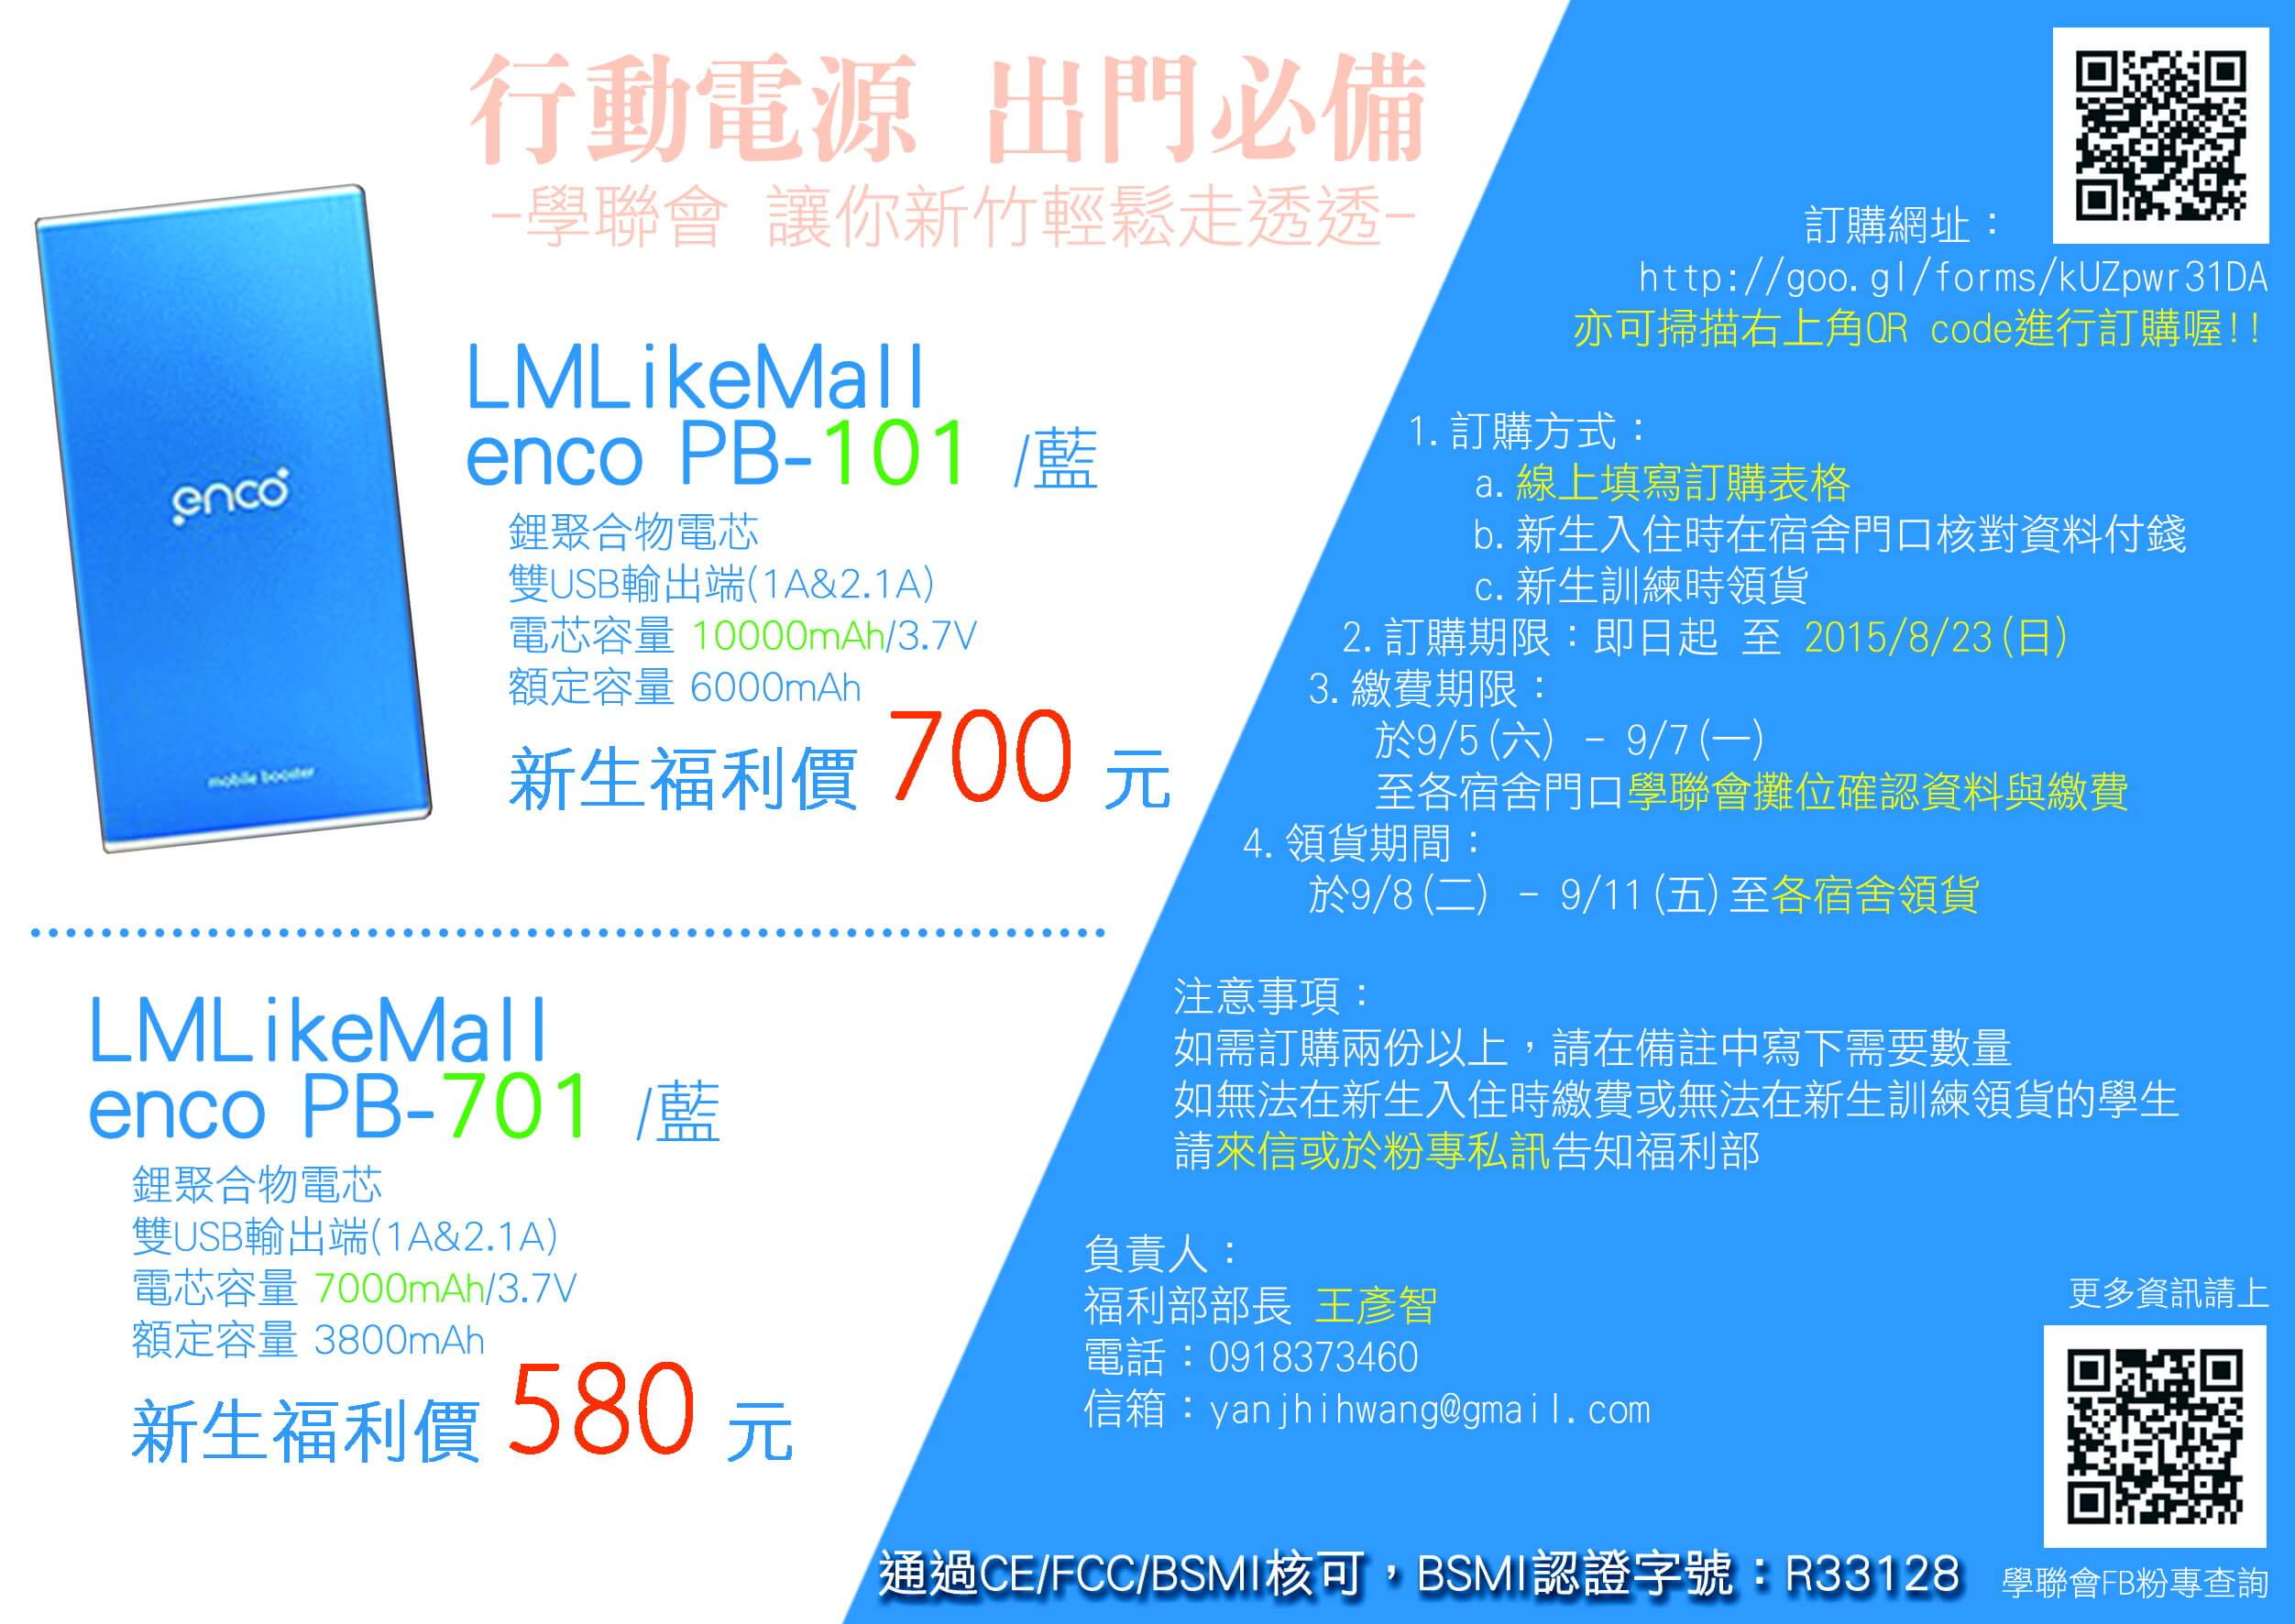 行動電源 出門必備
-學聯會 讓你新竹輕鬆走透透-
enco
mobile booster
LMLikeMall
enco PB-101 /藍
鋰聚合物電芯
雙USB輸出端(1A&2.1A)
電芯容量 10000mAh/3.7V
額定容量 6000mAh
新生福利價 700 元
LMLikeMall
enco PB-701 /藍
鋰聚合物電芯
雙USB輸出端(1A&2.1A)
電芯容量 7000mAh/3.7V
額定容量 3800mAh
新生福利價 580 元
訂購網址：
http://goo.gl/forms/kUZpwr31DA
亦可掃描右上角QR code進行訂購喔!!
1.訂購方式：
a.線上填寫訂購表格
b.新生入住時在宿舍門口核對資料付錢
c.新生訓練時領貨
2.訂購期限：即日起 至 2015/8/23(日)
3.繳費期限：
於9/5(六) - 9/7(一)
至各宿舍門口學聯會攤位確認資料與繳費
4.領貨期間：
於9/8(二) - 9/11(五)至各宿舍領貨
注意事項：
如需訂購兩份以上，請在備註中寫下需要數量
如無法在新生入住時繳費或無法在新生訓練領貨的學生
請來信或於粉專私訊告知福利部
負責人：
福利部部長 王彥智
電話：0918373460
信箱：yanjhihwang@gmail.com
更多資訊請上
學聯會FB粉專查詢
通過CE/FCC/BSMI核可，BSMI認證字號：R33128